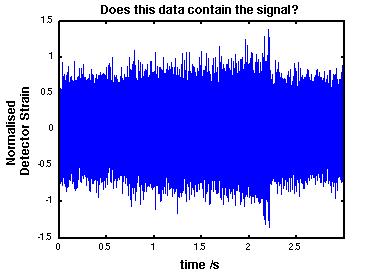 Does this data contain the signal?
1.5
1
0.5
0
-0.5
-1
-1.5
Normalised
Detector Strain
0 0.5 1 1.5 2 2.5
time /s